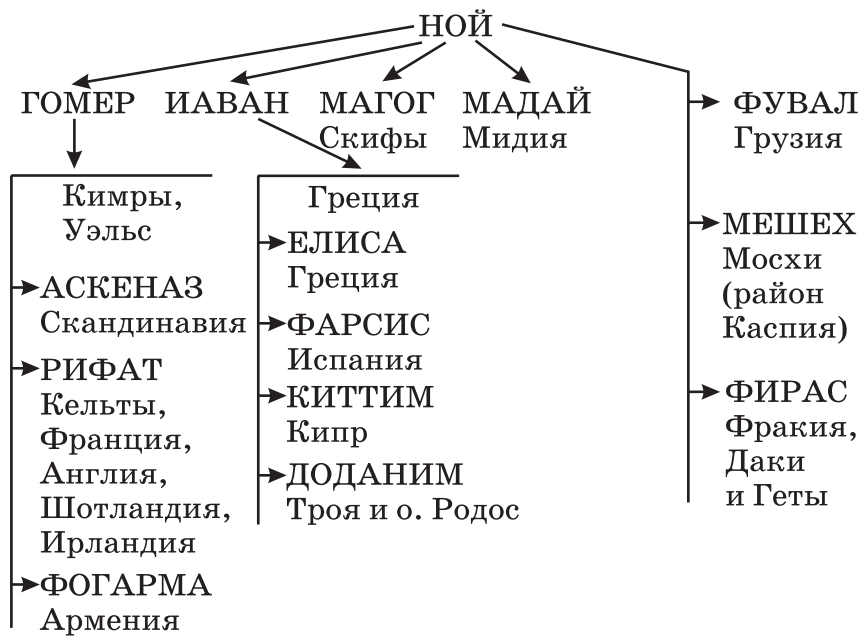 НОЙ
ГОМЕР ИАВАН МАГОГ МАДАЙ ФУВАЛ
Скифы Мидия Грузия
Кимры,
Уэльс
АСКЕНАЗ
Скандинавия
РИФАТ
Кельты,
Франция,
Англия,
Шотландия,
Ирландия
ФОГАРМА
Армения
Греция
ЕЛИСА
Греция
ФАРСИС
Испания
КИТТИМ
Кипр
ДОДАНИМ
Троя и о. Родос
МЕШЕХ
Мосхи
(район
Каспия)
ФИРАС
Фракия,
Даки
и Геты